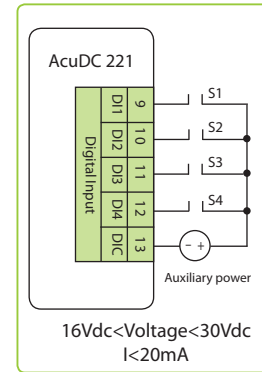 AcuDC 221
Digital Input
DI1 9 S1
DI2 10 S2
DI3 11 S3
DI4 12 S4
DIC 13 - +
Auxiliary power
16Vdc<Voltage<30Vdc
I<20mA